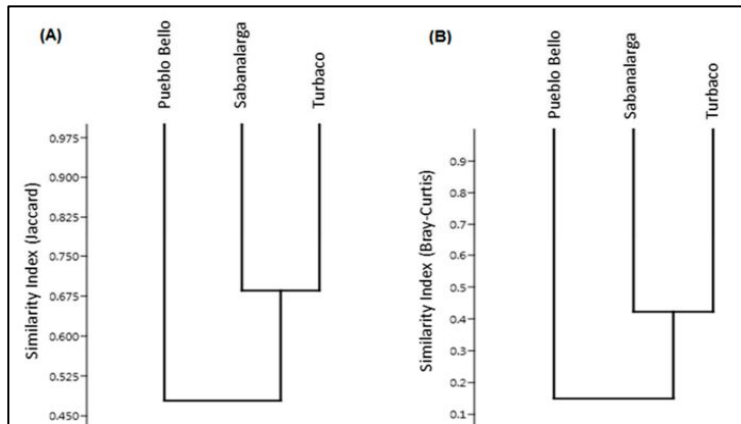 (A)
Pueblo Bello
Sabanalarga
Turbaco
Similarity Index (Jaccard)
0.975
0.900
0.825
0.750
0.675
0.600
0.525
0.450
(B)
Pueblo Bello
Sabanalarga
Turbaco
Similarity Index (Bray-Curtis)
0.9
0.8
0.7
0.6
0.5
0.4
0.3
0.2
0.1